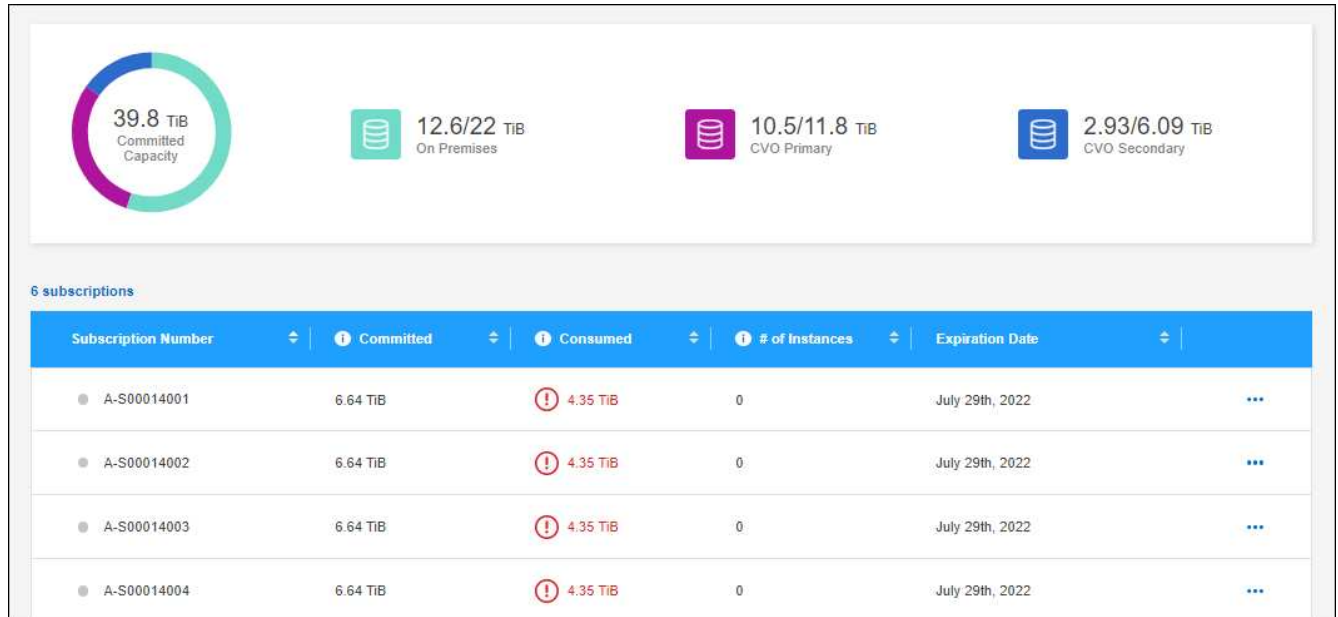 39.8 TiB
Committed
Capacity
12.6/22 TiB
On Premises
10.5/11.8 TiB
CVO Primary
2.93/6.09 TiB
CVO Secondary
6 subscriptions
Subscription Number Committed Consumed # of Instances Expiration Date
A-S00014001 6.64 TiB 4.35 TiB 0 July 29th, 2022
A-S00014002 6.64 TiB 4.35 TiB 0 July 29th, 2022
A-S00014003 6.64 TiB 4.35 TiB 0 July 29th, 2022
A-S00014004 6.64 TiB 4.35 TiB 0 July 29th, 2022